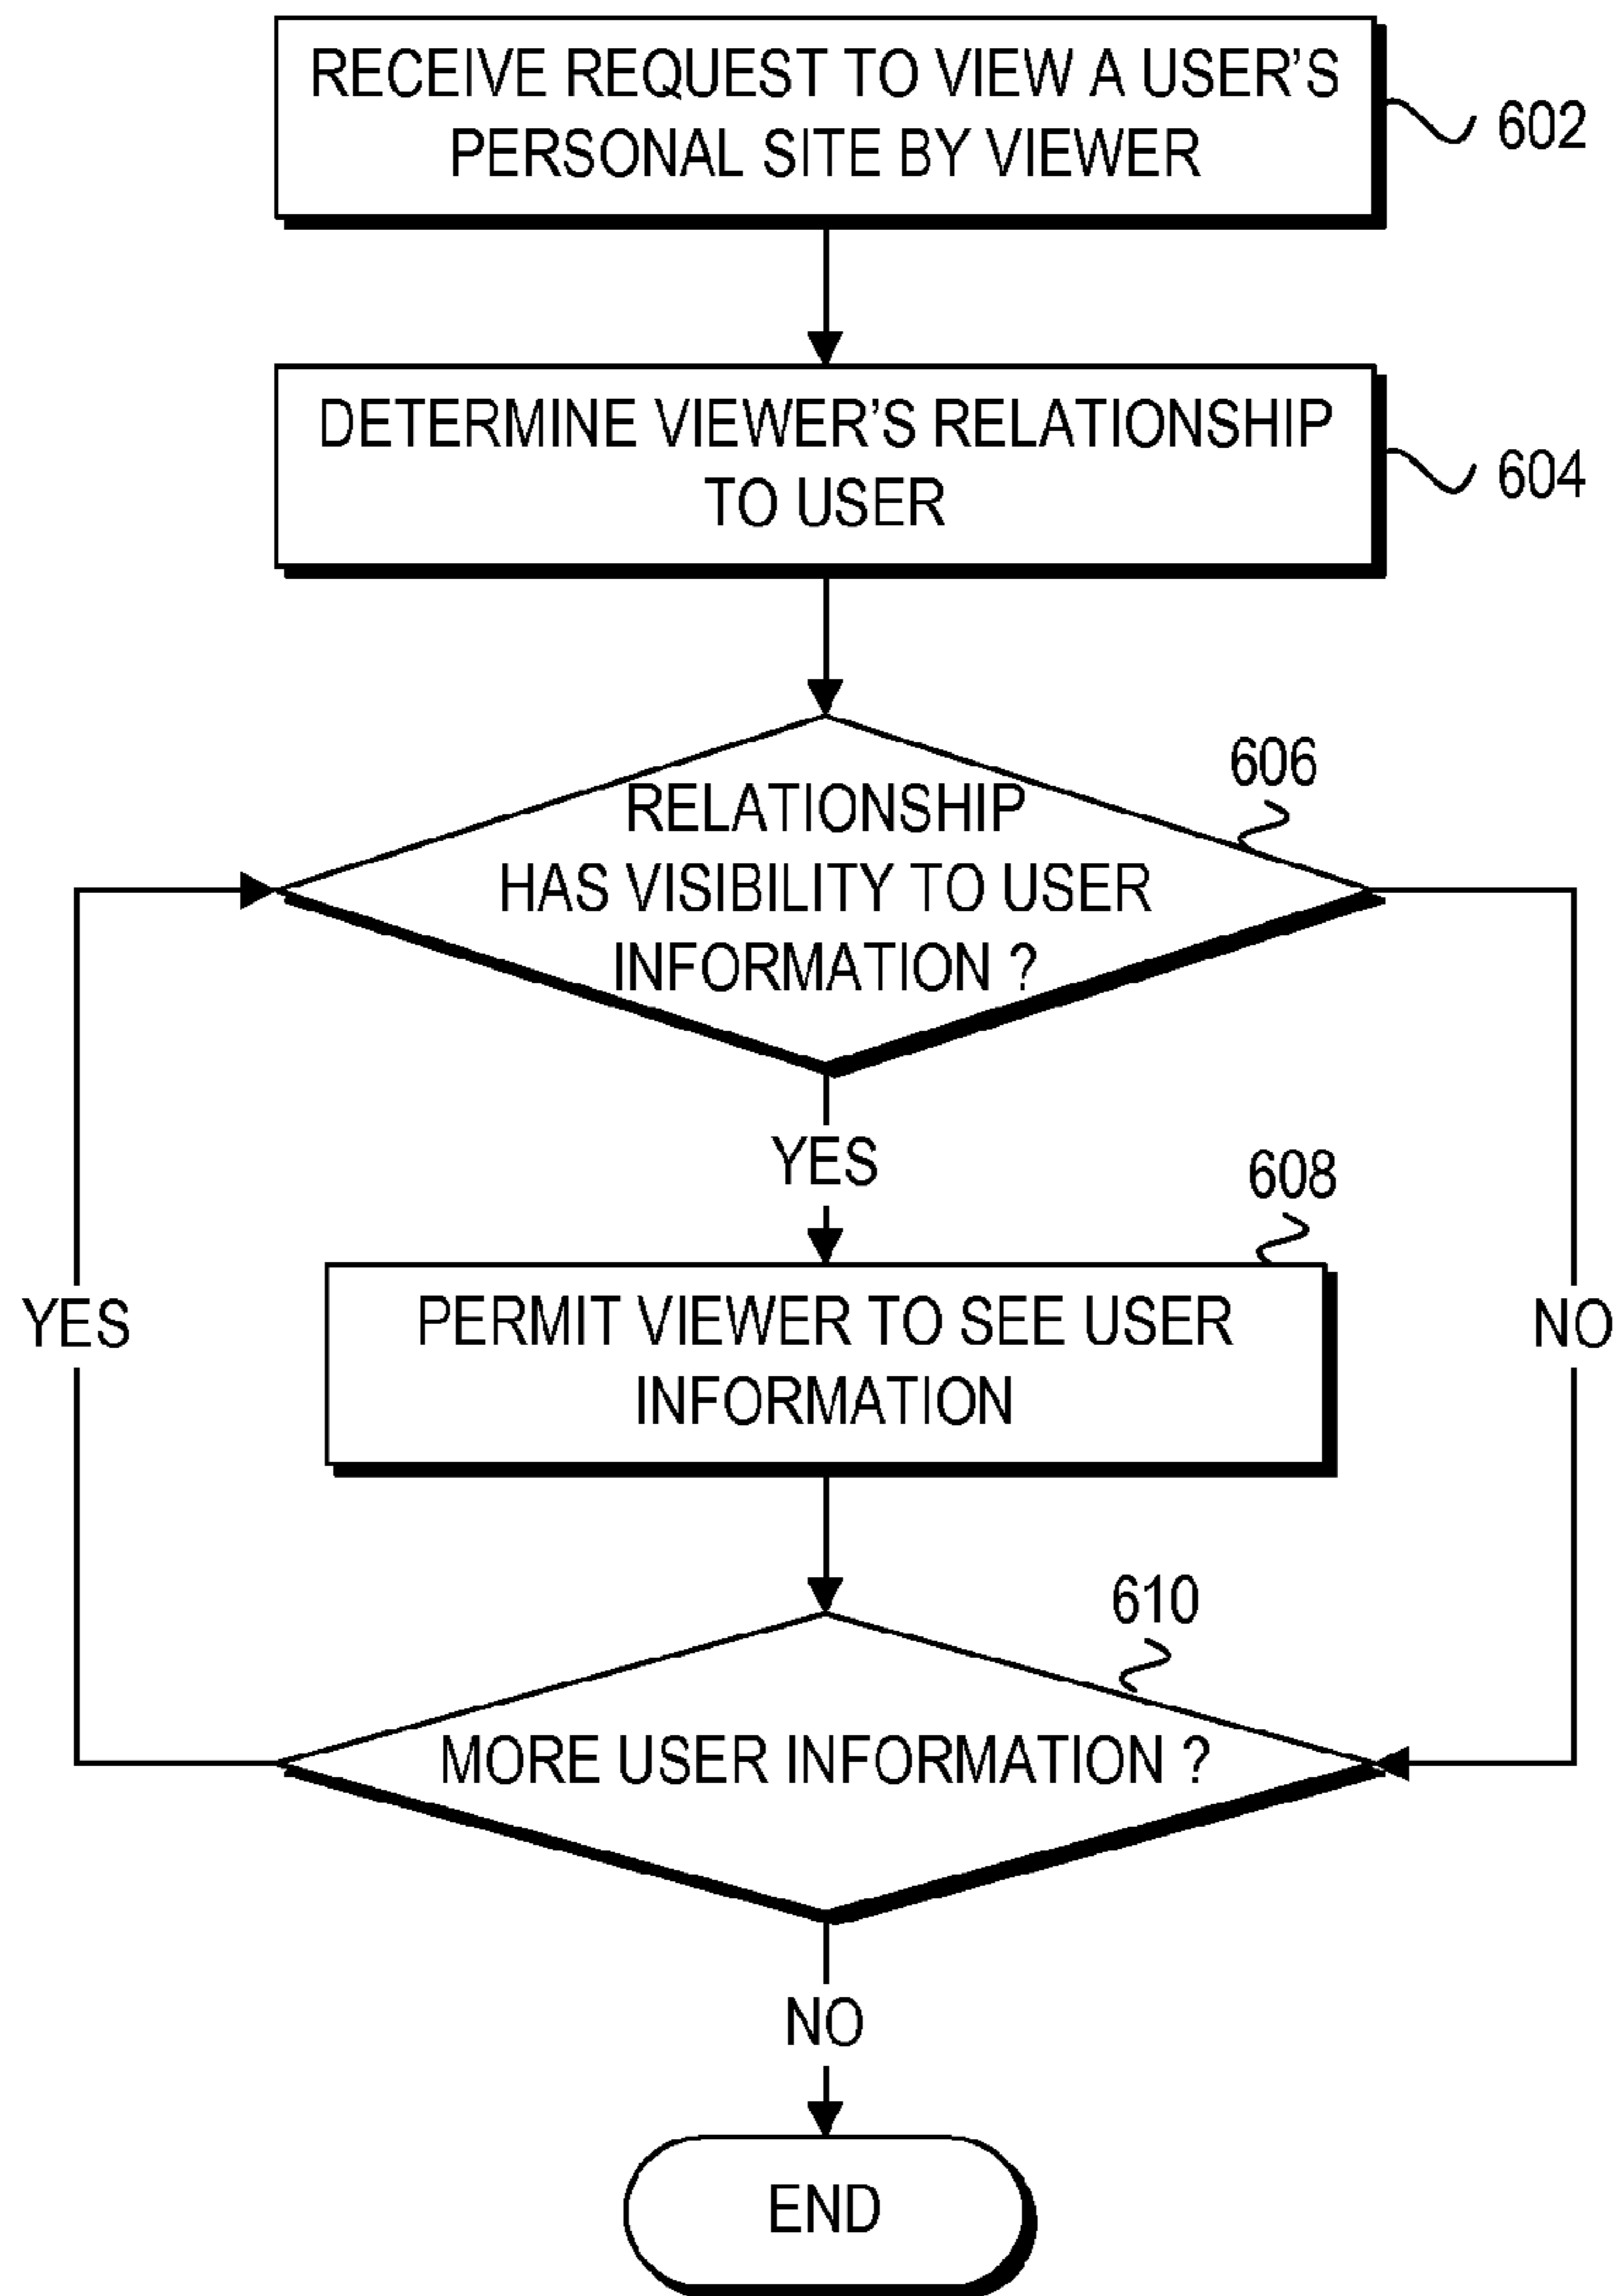 RECEIVE REQUEST TO VIEW A USER'S
PERSONAL SITE BY VIEWER
602
DETERMINE VIEWER'S RELATIONSHIP
TO USER
604
606
RELATIONSHIP
HAS VISIBILITY TO USER
INFORMATION ?
YES
608
YES
PERMIT VIEWER TO SEE USER
INFORMATION
NO
610
MORE USER INFORMATION ?
NO
END